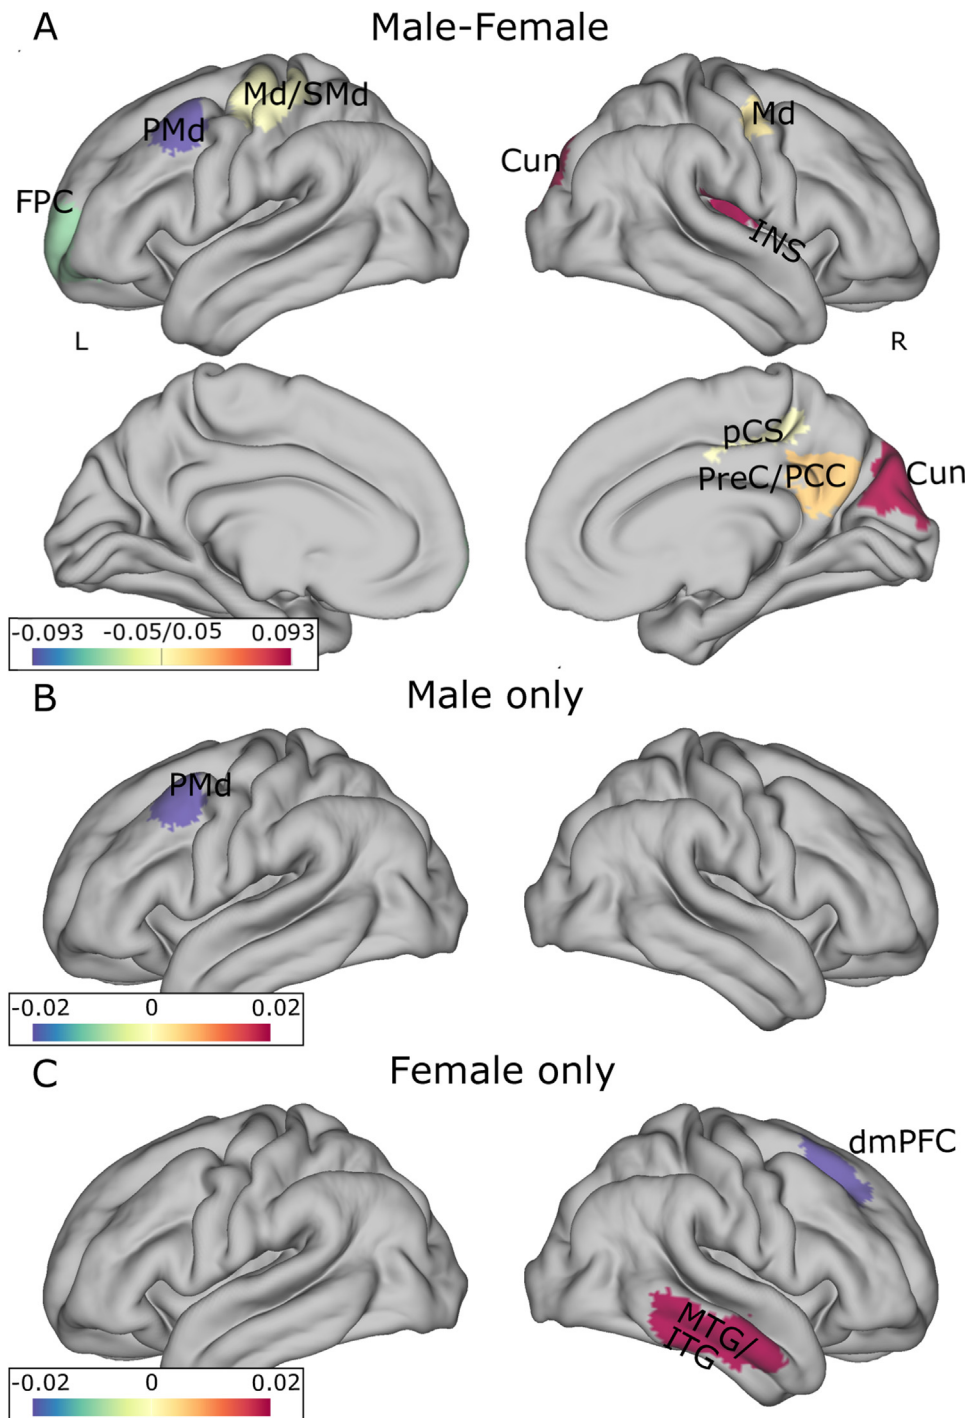 A
Male-Female
Md/SMd
PMd
FPC
Md
Cun
INS
L
R
pCS
PreC/PCC
Cun
-0.093 -0.05/0.05 0.093
B
Male only
PMd
-0.02 0 0.02
C
Female only
dmPFC
MTG/
ITG
-0.02 0 0.02